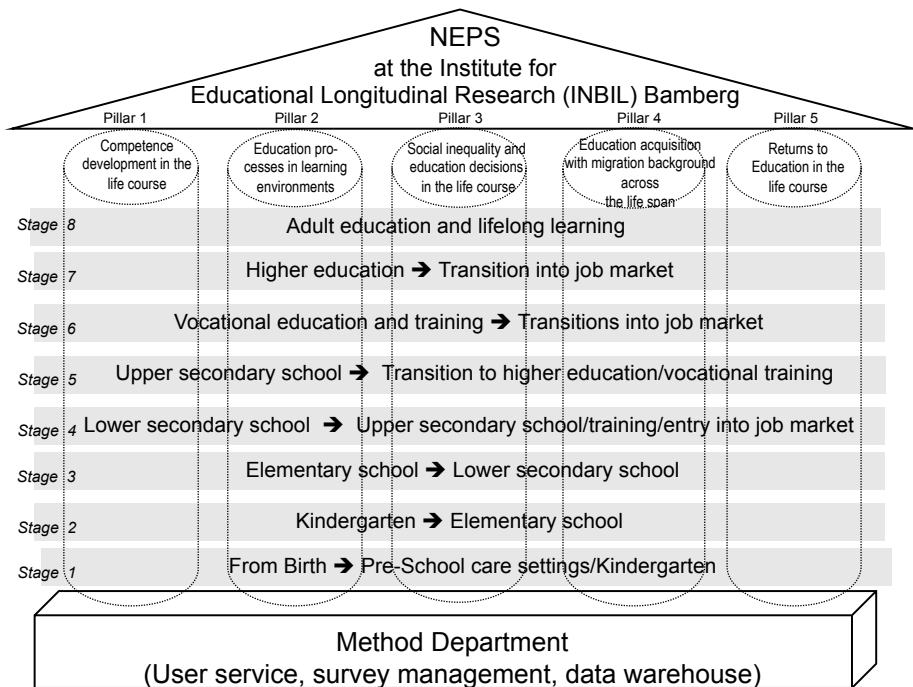 NEPS
at the Institute for
Educational Longitudinal Research (INBIL) Bamberg
Pillar 1 Pillar 2 Pillar 3 Pillar 4 Pillar 5
Competence
development in the
life course
Education pro-
cesses in learning
environments
Social inequality and
education decisions
in the life course
Education acquisition
with migration background
across
the life span
Returns to
Education in the
life course
Stage 8 Adult education and lifelong learning
Stage 7 Higher education ➔ Transition into job market
Stage 6 Vocational education and training ➔ Transitions into job market
Stage 5 Upper secondary school ➔ Transition to higher education/vocational training
Stage 4 Lower secondary school ➔ Upper secondary school/training/entry into job market
Stage 3 Elementary school ➔ Lower secondary school
Stage 2 Kindergarten ➔ Elementary school
Stage 1 From Birth ➔ Pre-School care settings/Kindergarten
Method Department
(User service, survey management, data warehouse)